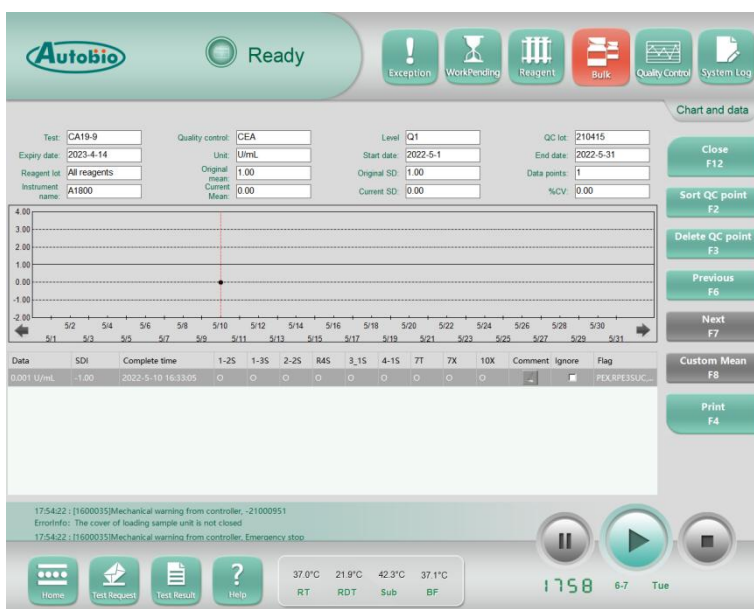 Autobio
Ready
Exception
WorkPending
Reagent
Bulk
Quality Control
System Log
Chart and data
Test: CA19-9 Quality control: CEA Level Q1 QC lot: 210415
Expiry date: 2023-4-14 Unit: U/mL Start date: 2022-5-1 End date: 2022-5-31
Reagent lot All reagents Original mean: 1.00 Original SD: 1.00 Data points: 1
Instrument name: A1800 Current Mean: 0.00 Current SD: 0.00 %CV: 0.00
Close
F12
Sort QC point
F2
Delete QC point
F3
Previous
F6
Next
F7
Custom Mean
F8
Print
F4
4.00
3.00
2.00
1.00
0.00
-1.00
-2.00
5/2 5/4 5/6 5/8 5/10 5/12 5/14 5/16 5/18 5/20 5/22 5/24 5/26 5/28 5/30
5/1 5/3 5/5 5/7 5/9 5/11 5/13 5/15 5/17 5/19 5/21 5/23 5/25 5/27 5/29 5/31
Data SDI Complete time 1-2S 1-3S 2-2S R4S 3_1S 4-1S 7T 7X 10X Comment Ignore Flag
0.001 U/mL -1.00 2022-5-10 16:33:05 O O O O O O O O O ... PEX,RPE3SUC,...
17:54:22 : [1600035]Mechanical warning from controller, -21000951
ErrorInfo: The cover of loading sample unit is not closed
17:54:22 : [1600035]Mechanical warning from controller, Emergency stop
Home
Test Request
Test Result
Help
37.0°C 21.9°C 42.3°C 37.1°C
RT RDT Sub BF
1758 6-7 Tue